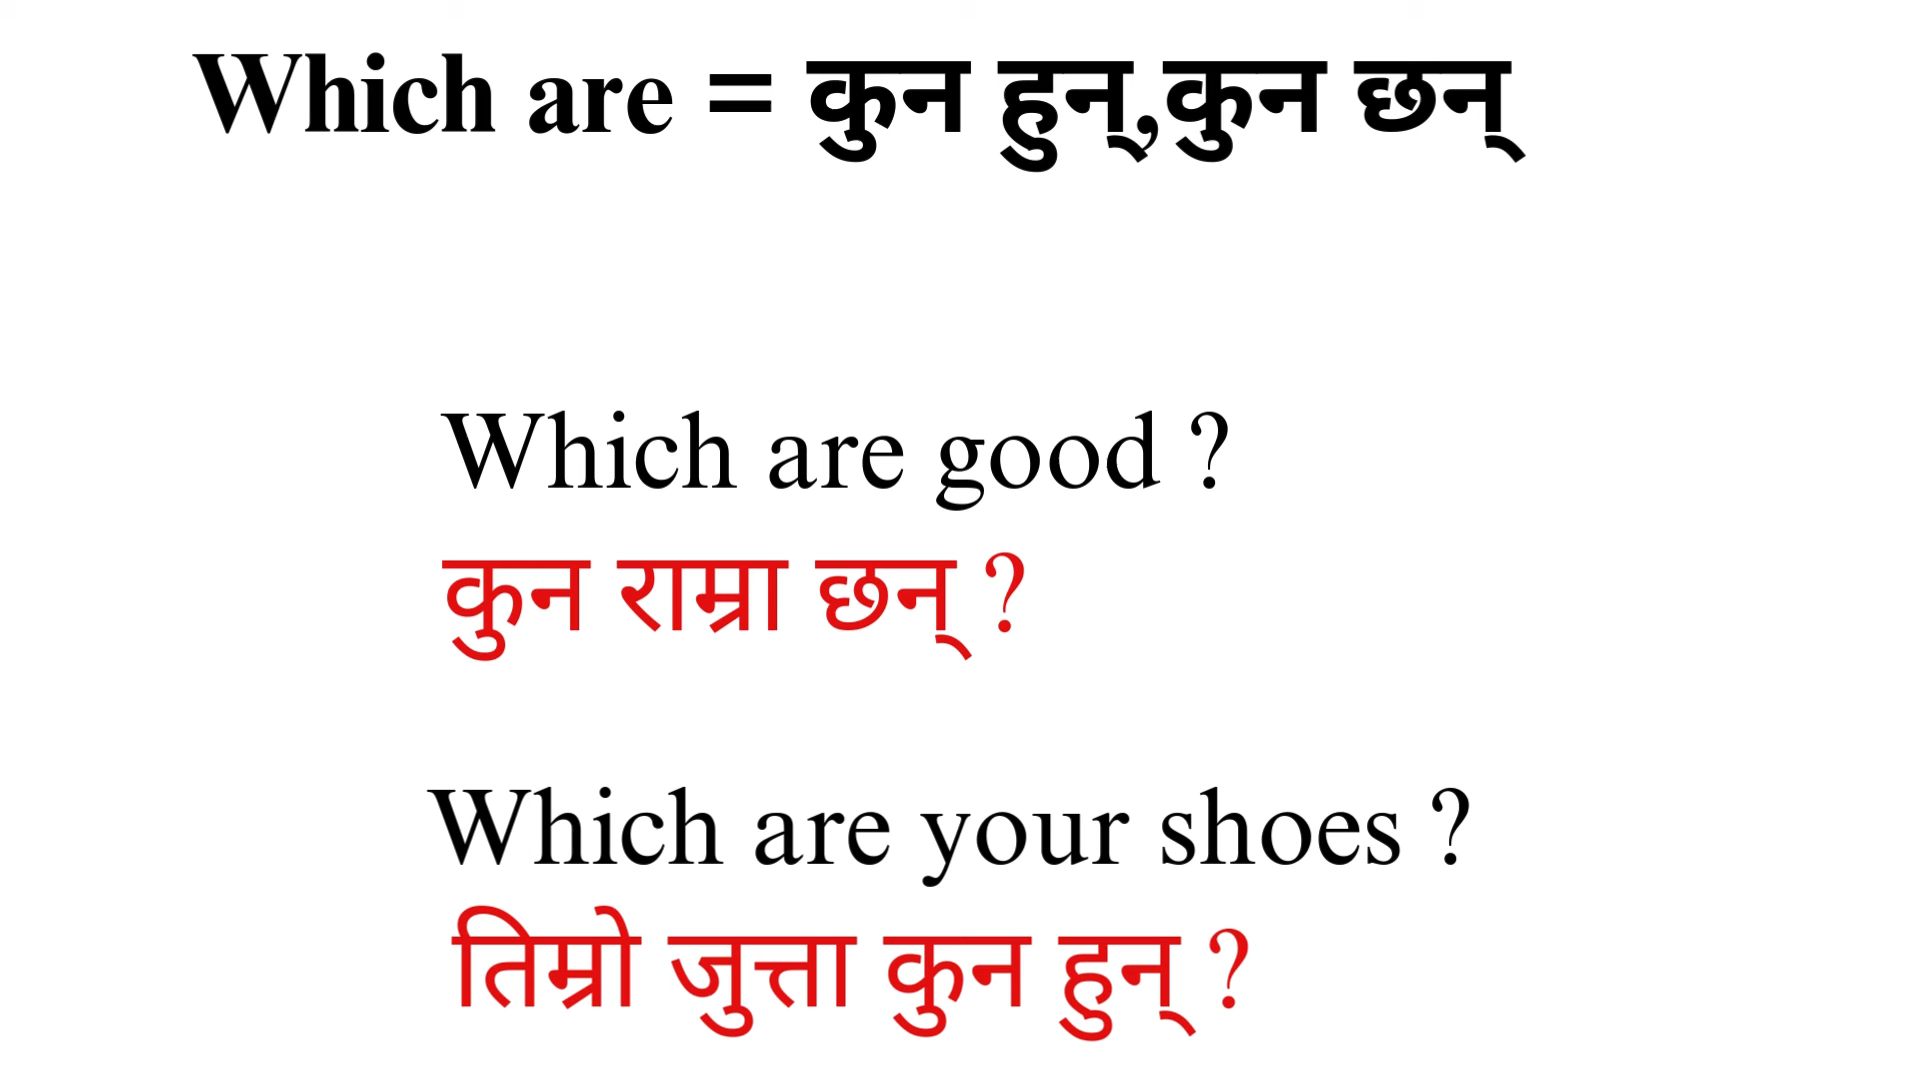 Which are = कुन हुन्,कुन छन्
Which are good ?
कुन राम्रा छन् ?
Which are your shoes ?
तिम्रो जुत्ता कुन हुन् ?